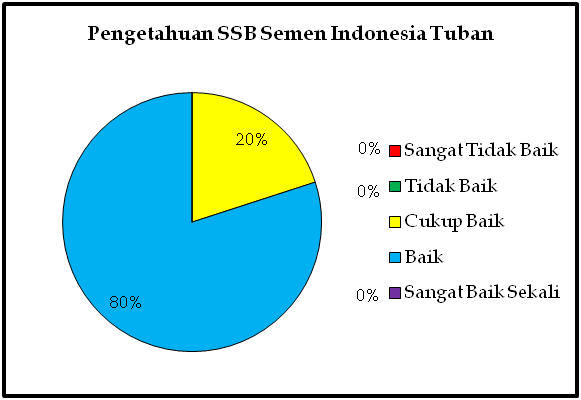 Pengetahuan SSB Semen Indonesia Tuban
20%
80%
0% Sangat Tidak Baik
0% Tidak Baik
Cukup Baik
Baik
0% Sangat Baik Sekali